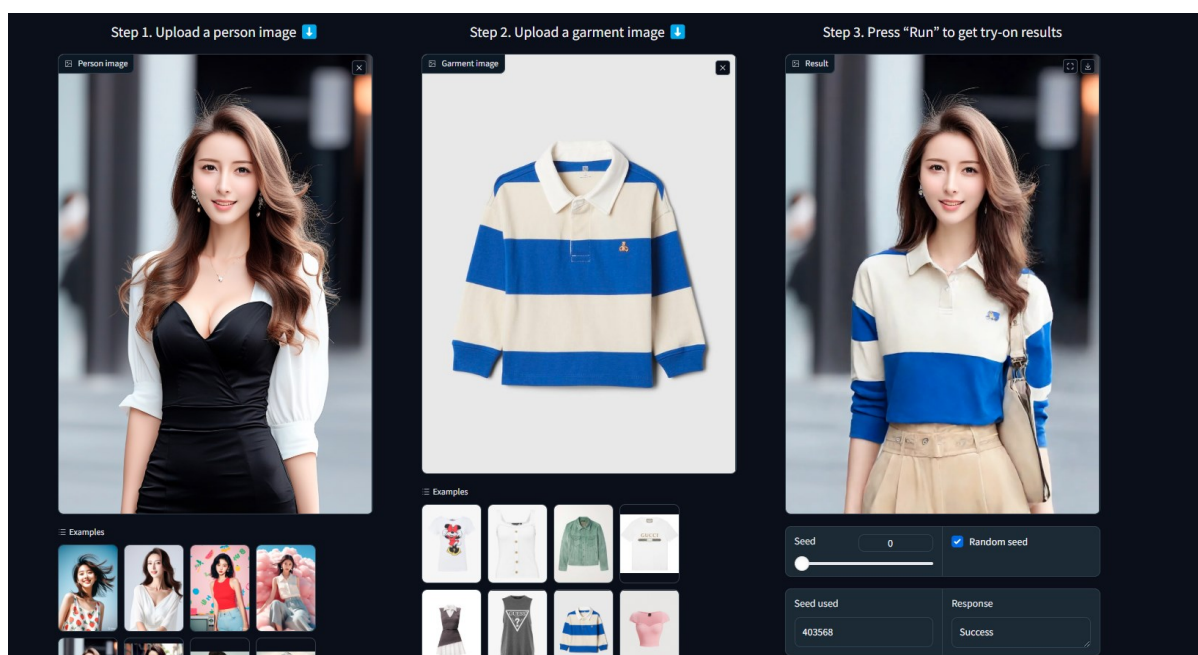 Step 1. Upload a person image ⬇️
Step 2. Upload a garment image ⬇️
Step 3. Press “Run” to get try-on results
Person image
Garment image
Result
Examples
Examples
GUCCI
GUESS
?
Seed
0
Random seed
Seed used
403568
Response
Success